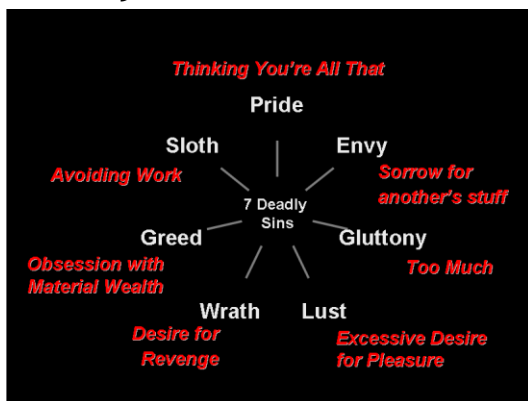 Thinking You're All That
Pride
Sloth
Avoiding Work
Envy
Sorrow for
another's stuff
7 Deadly
Sins
Greed
Obsession with
Material Wealth
Gluttony
Too Much
Wrath
Desire for
Revenge
Lust
Excessive Desire
for Pleasure